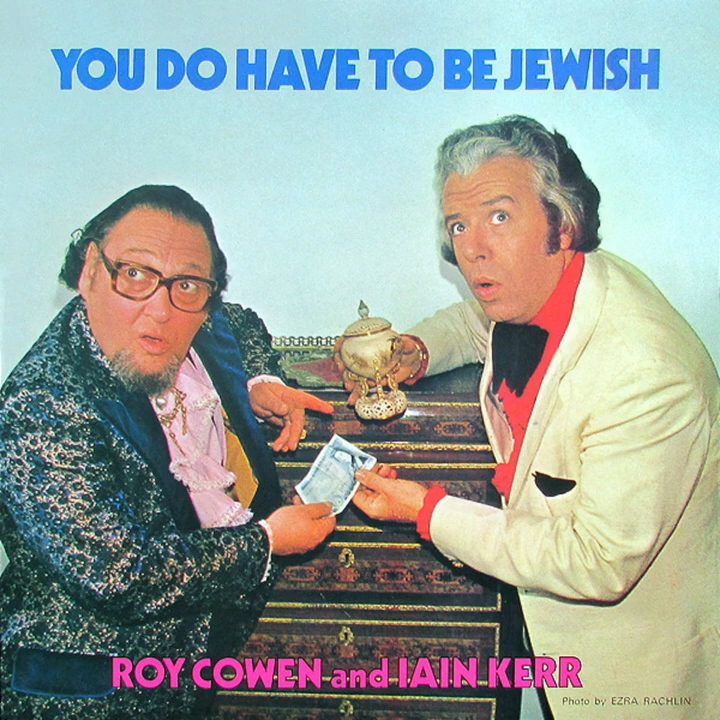 YOU DO HAVE TO BE JEWISH
ROY COWEN and IAIN KERR
Photo by EZRA RACHLIN